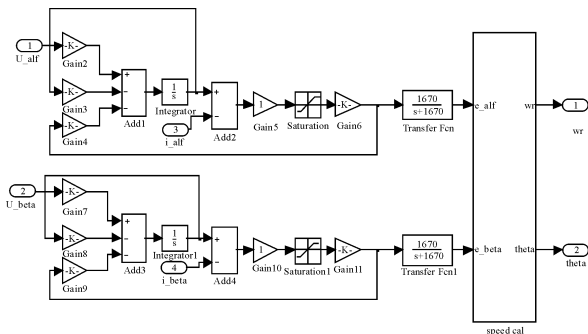 1
U_alf
-K-
Gain2
-K-
Gain3
-K-
Gain4
+
−
−
Add1
1
s
Integrator
3
i_alf
+
−
Add2
1
Gain5
Saturation
-K-
Gain6
1670
s+1670
Transfer Fcn
e_alf
wr
1
wr
2
U_beta
-K-
Gain7
-K-
Gain8
-K-
Gain9
+
−
−
Add3
1
s
Integrator1
4
i_beta
+
−
Add4
1
Gain10
Saturation1
-K-
Gain11
1670
s+1670
Transfer Fcn1
e_beta
theta
2
theta
speed cal